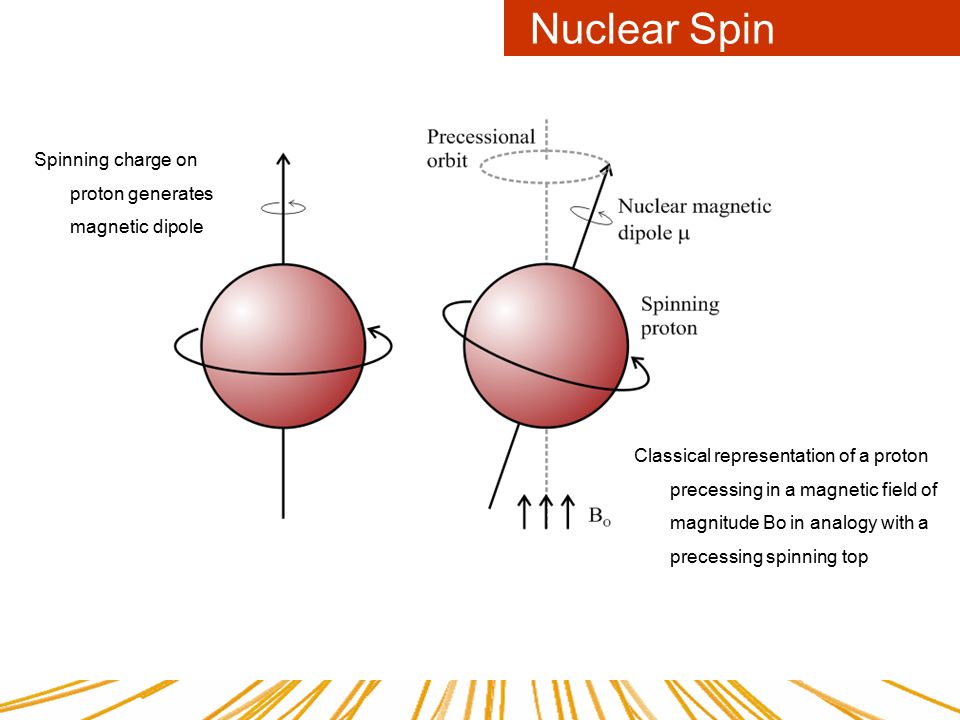 Nuclear Spin
Spinning charge on
proton generates
magnetic dipole
Precessional
orbit
Nuclear magnetic
dipole μ
Spinning
proton
Bo
Classical representation of a proton
precessing in a magnetic field of
magnitude Bo in analogy with a
precessing spinning top